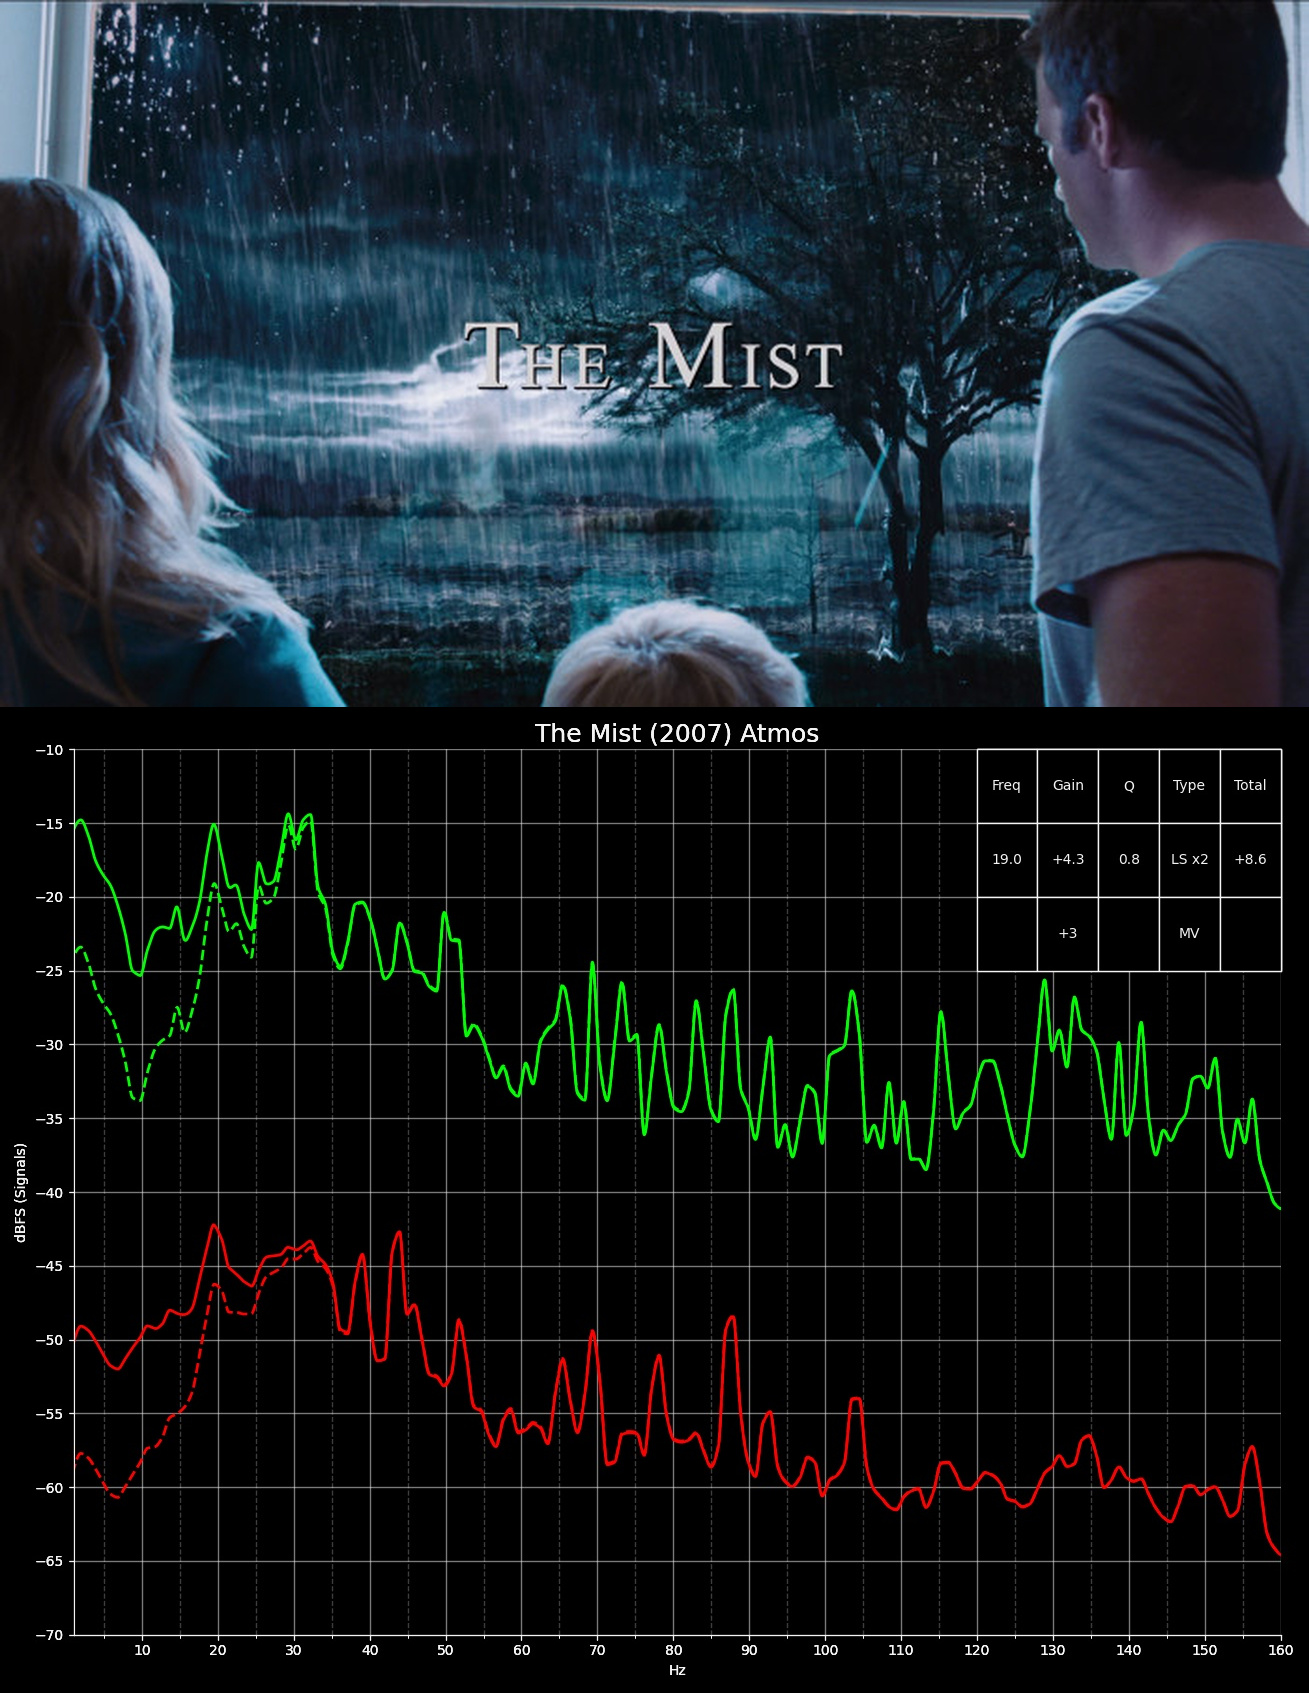 THE MIST
The Mist (2007) Atmos
Freq Gain Q Type Total
19.0 +4.3 0.8 LS x2 +8.6
+3 MV
dBFS (Signals)
−10
−15
−20
−25
−30
−35
−40
−45
−50
−55
−60
−65
−70
10 20 30 40 50 60 70 80 90 100 110 120 130 140 150 160
Hz